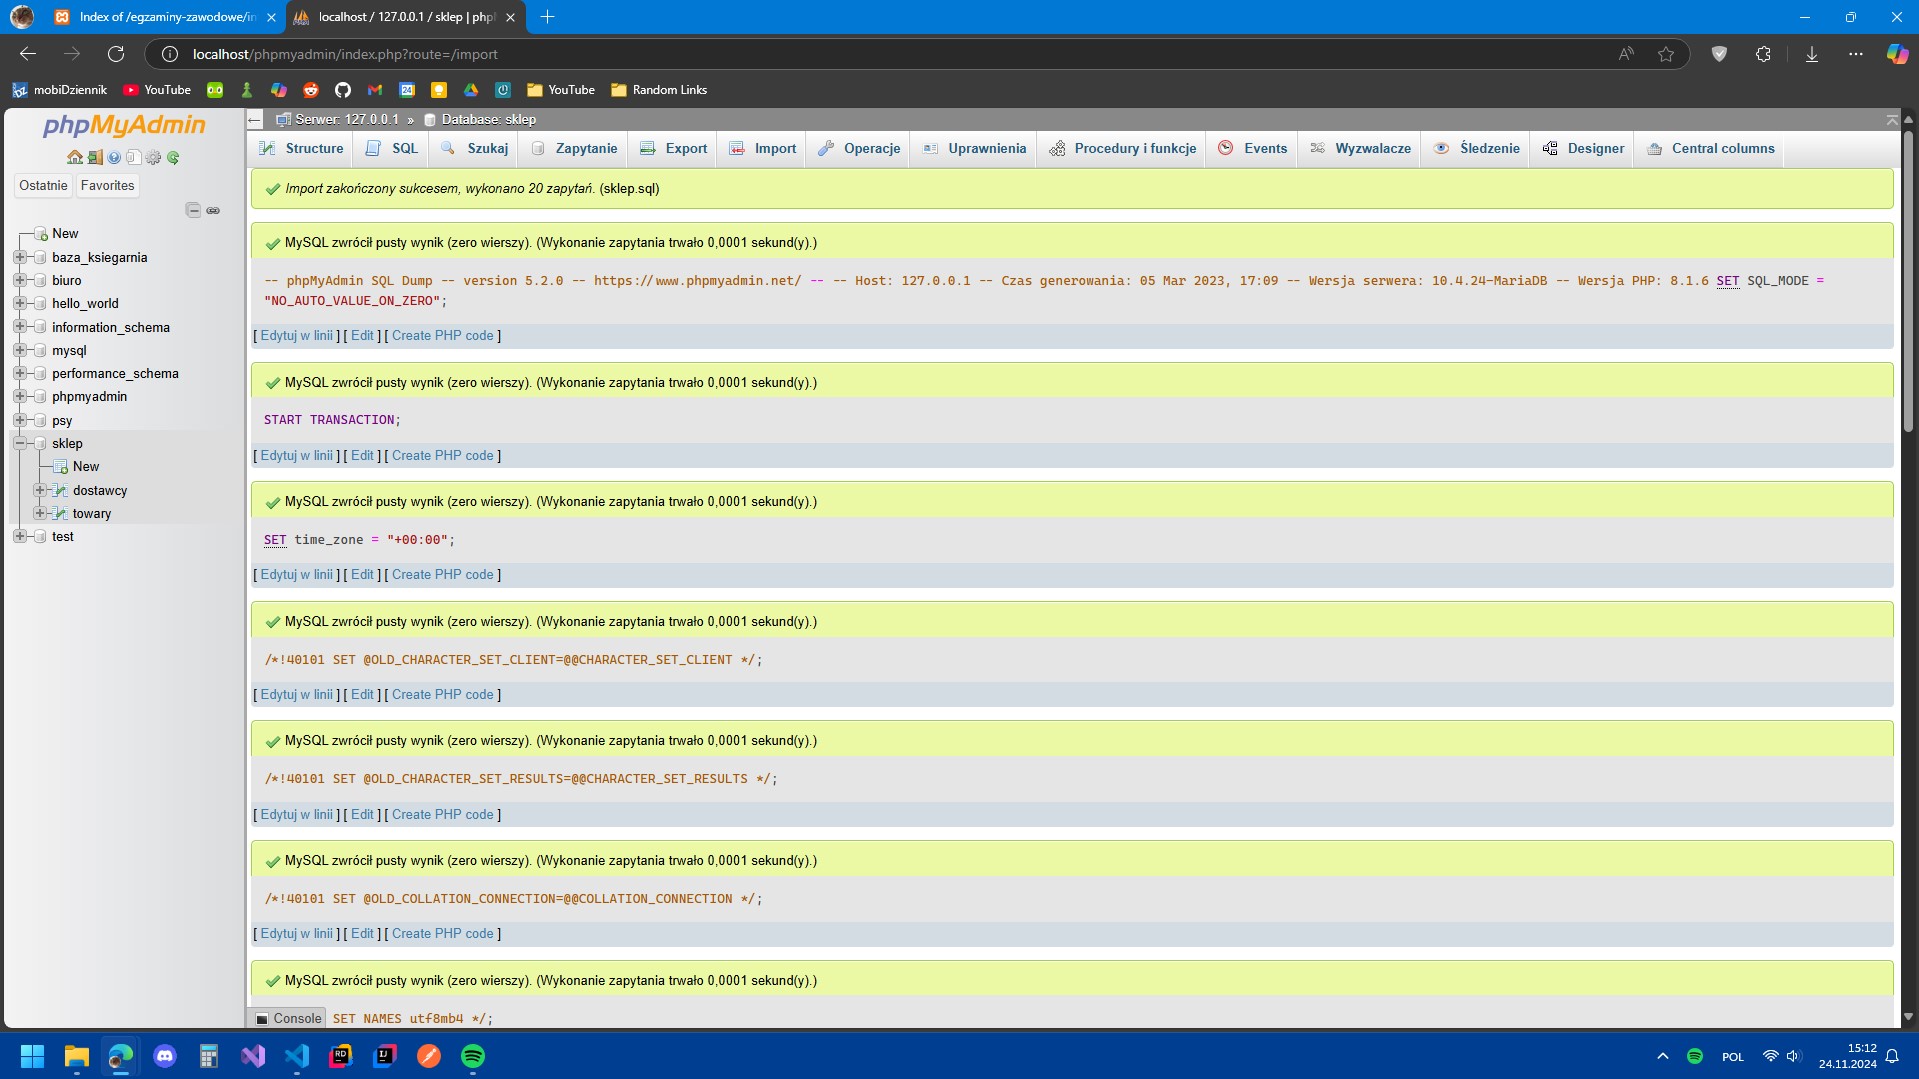 Index of /egzaminy-zawodowe/in
localhost / 127.0.0.1 / sklep | php
localhost/phpmyadmin/index.php?route=/import
mobiDziennik
YouTube
YouTube
Random Links
phpMyAdmin
Ostatnie
Favorites
New
baza_ksiegarnia
biuro
hello_world
information_schema
mysql
performance_schema
phpmyadmin
psy
sklep
New
dostawcy
towary
test
Serwer: 127.0.0.1 » Database: sklep
Structure SQL Szukaj Zapytanie Export Import Operacje Uprawnienia Procedury i funkcje Events Wyzwalacze Śledzenie Designer Central columns
Import zakończony sukcesem, wykonano 20 zapytań. (sklep.sql)
MySQL zwrócił pusty wynik (zero wierszy). (Wykonanie zapytania trwało 0,0001 sekund(y).)
-- phpMyAdmin SQL Dump -- version 5.2.0 -- https://www.phpmyadmin.net/ -- -- Host: 127.0.0.1 -- Czas generowania: 05 Mar 2023, 17:09 -- Wersja serwera: 10.4.24-MariaDB -- Wersja PHP: 8.1.6 SET SQL_MODE =
"NO_AUTO_VALUE_ON_ZERO";
[ Edytuj w linii ] [ Edit ] [ Create PHP code ]
MySQL zwrócił pusty wynik (zero wierszy). (Wykonanie zapytania trwało 0,0001 sekund(y).)
START TRANSACTION;
[ Edytuj w linii ] [ Edit ] [ Create PHP code ]
MySQL zwrócił pusty wynik (zero wierszy). (Wykonanie zapytania trwało 0,0001 sekund(y).)
SET time_zone = "+00:00";
[ Edytuj w linii ] [ Edit ] [ Create PHP code ]
MySQL zwrócił pusty wynik (zero wierszy). (Wykonanie zapytania trwało 0,0001 sekund(y).)
/*!40101 SET @OLD_CHARACTER_SET_CLIENT=@@CHARACTER_SET_CLIENT */;
[ Edytuj w linii ] [ Edit ] [ Create PHP code ]
MySQL zwrócił pusty wynik (zero wierszy). (Wykonanie zapytania trwało 0,0001 sekund(y).)
/*!40101 SET @OLD_CHARACTER_SET_RESULTS=@@CHARACTER_SET_RESULTS */;
[ Edytuj w linii ] [ Edit ] [ Create PHP code ]
MySQL zwrócił pusty wynik (zero wierszy). (Wykonanie zapytania trwało 0,0001 sekund(y).)
/*!40101 SET @OLD_COLLATION_CONNECTION=@@COLLATION_CONNECTION */;
[ Edytuj w linii ] [ Edit ] [ Create PHP code ]
MySQL zwrócił pusty wynik (zero wierszy). (Wykonanie zapytania trwało 0,0001 sekund(y).)
Console SET NAMES utf8mb4 */;
POL
15:12
24.11.2024